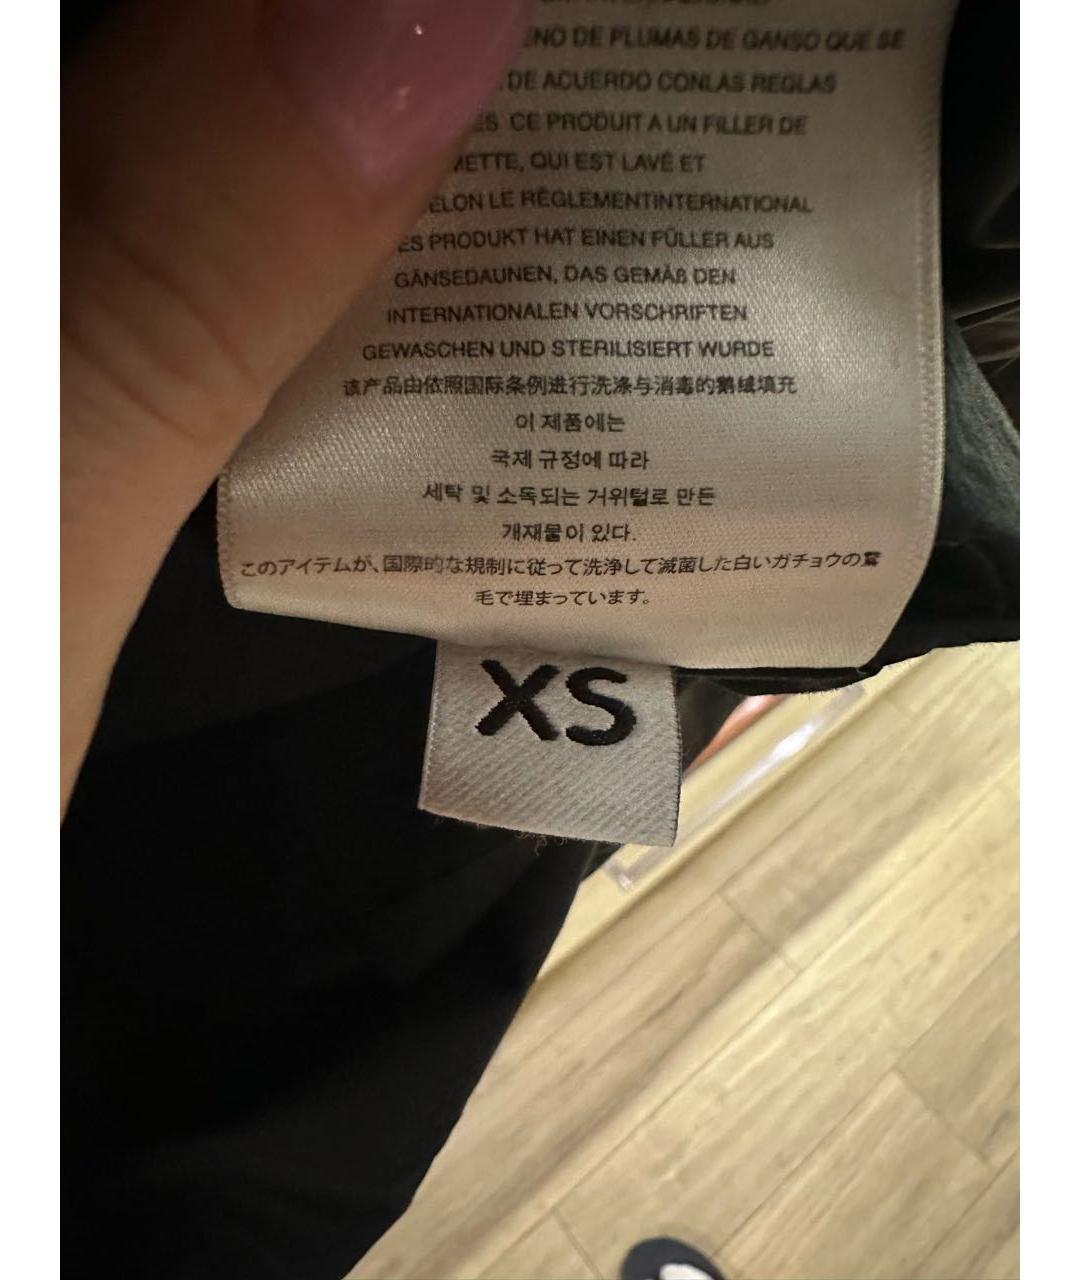 ENO DE PLUMAS DE GANSO QUE SE
DE ACUERDO CONLAS REGLAS
ES CE PRODUIT A UN FILLER DE
METTE, QUI EST LAVÉ ET
ELON LE RÈGLEMENTINTERNATIONAL
ES PRODUKT HAT EINEN FÜLLER AUS
GÄNSEDAUNEN, DAS GEMÄß DEN
INTERNATIONALEN VORSCHRIFTEN
GEWASCHEN UND STERILISIERT WURDE
该产品由依照国际条例进行洗涤与消毒的鹅绒填充
이 제품에는
국제 규정에 따라
세탁 및 소독되는 거위털로 만든
개재물이 있다.
このアイテムが、国際的な規制に従って洗浄して滅菌した白いガチョウの
毛で埋まっています。
XS